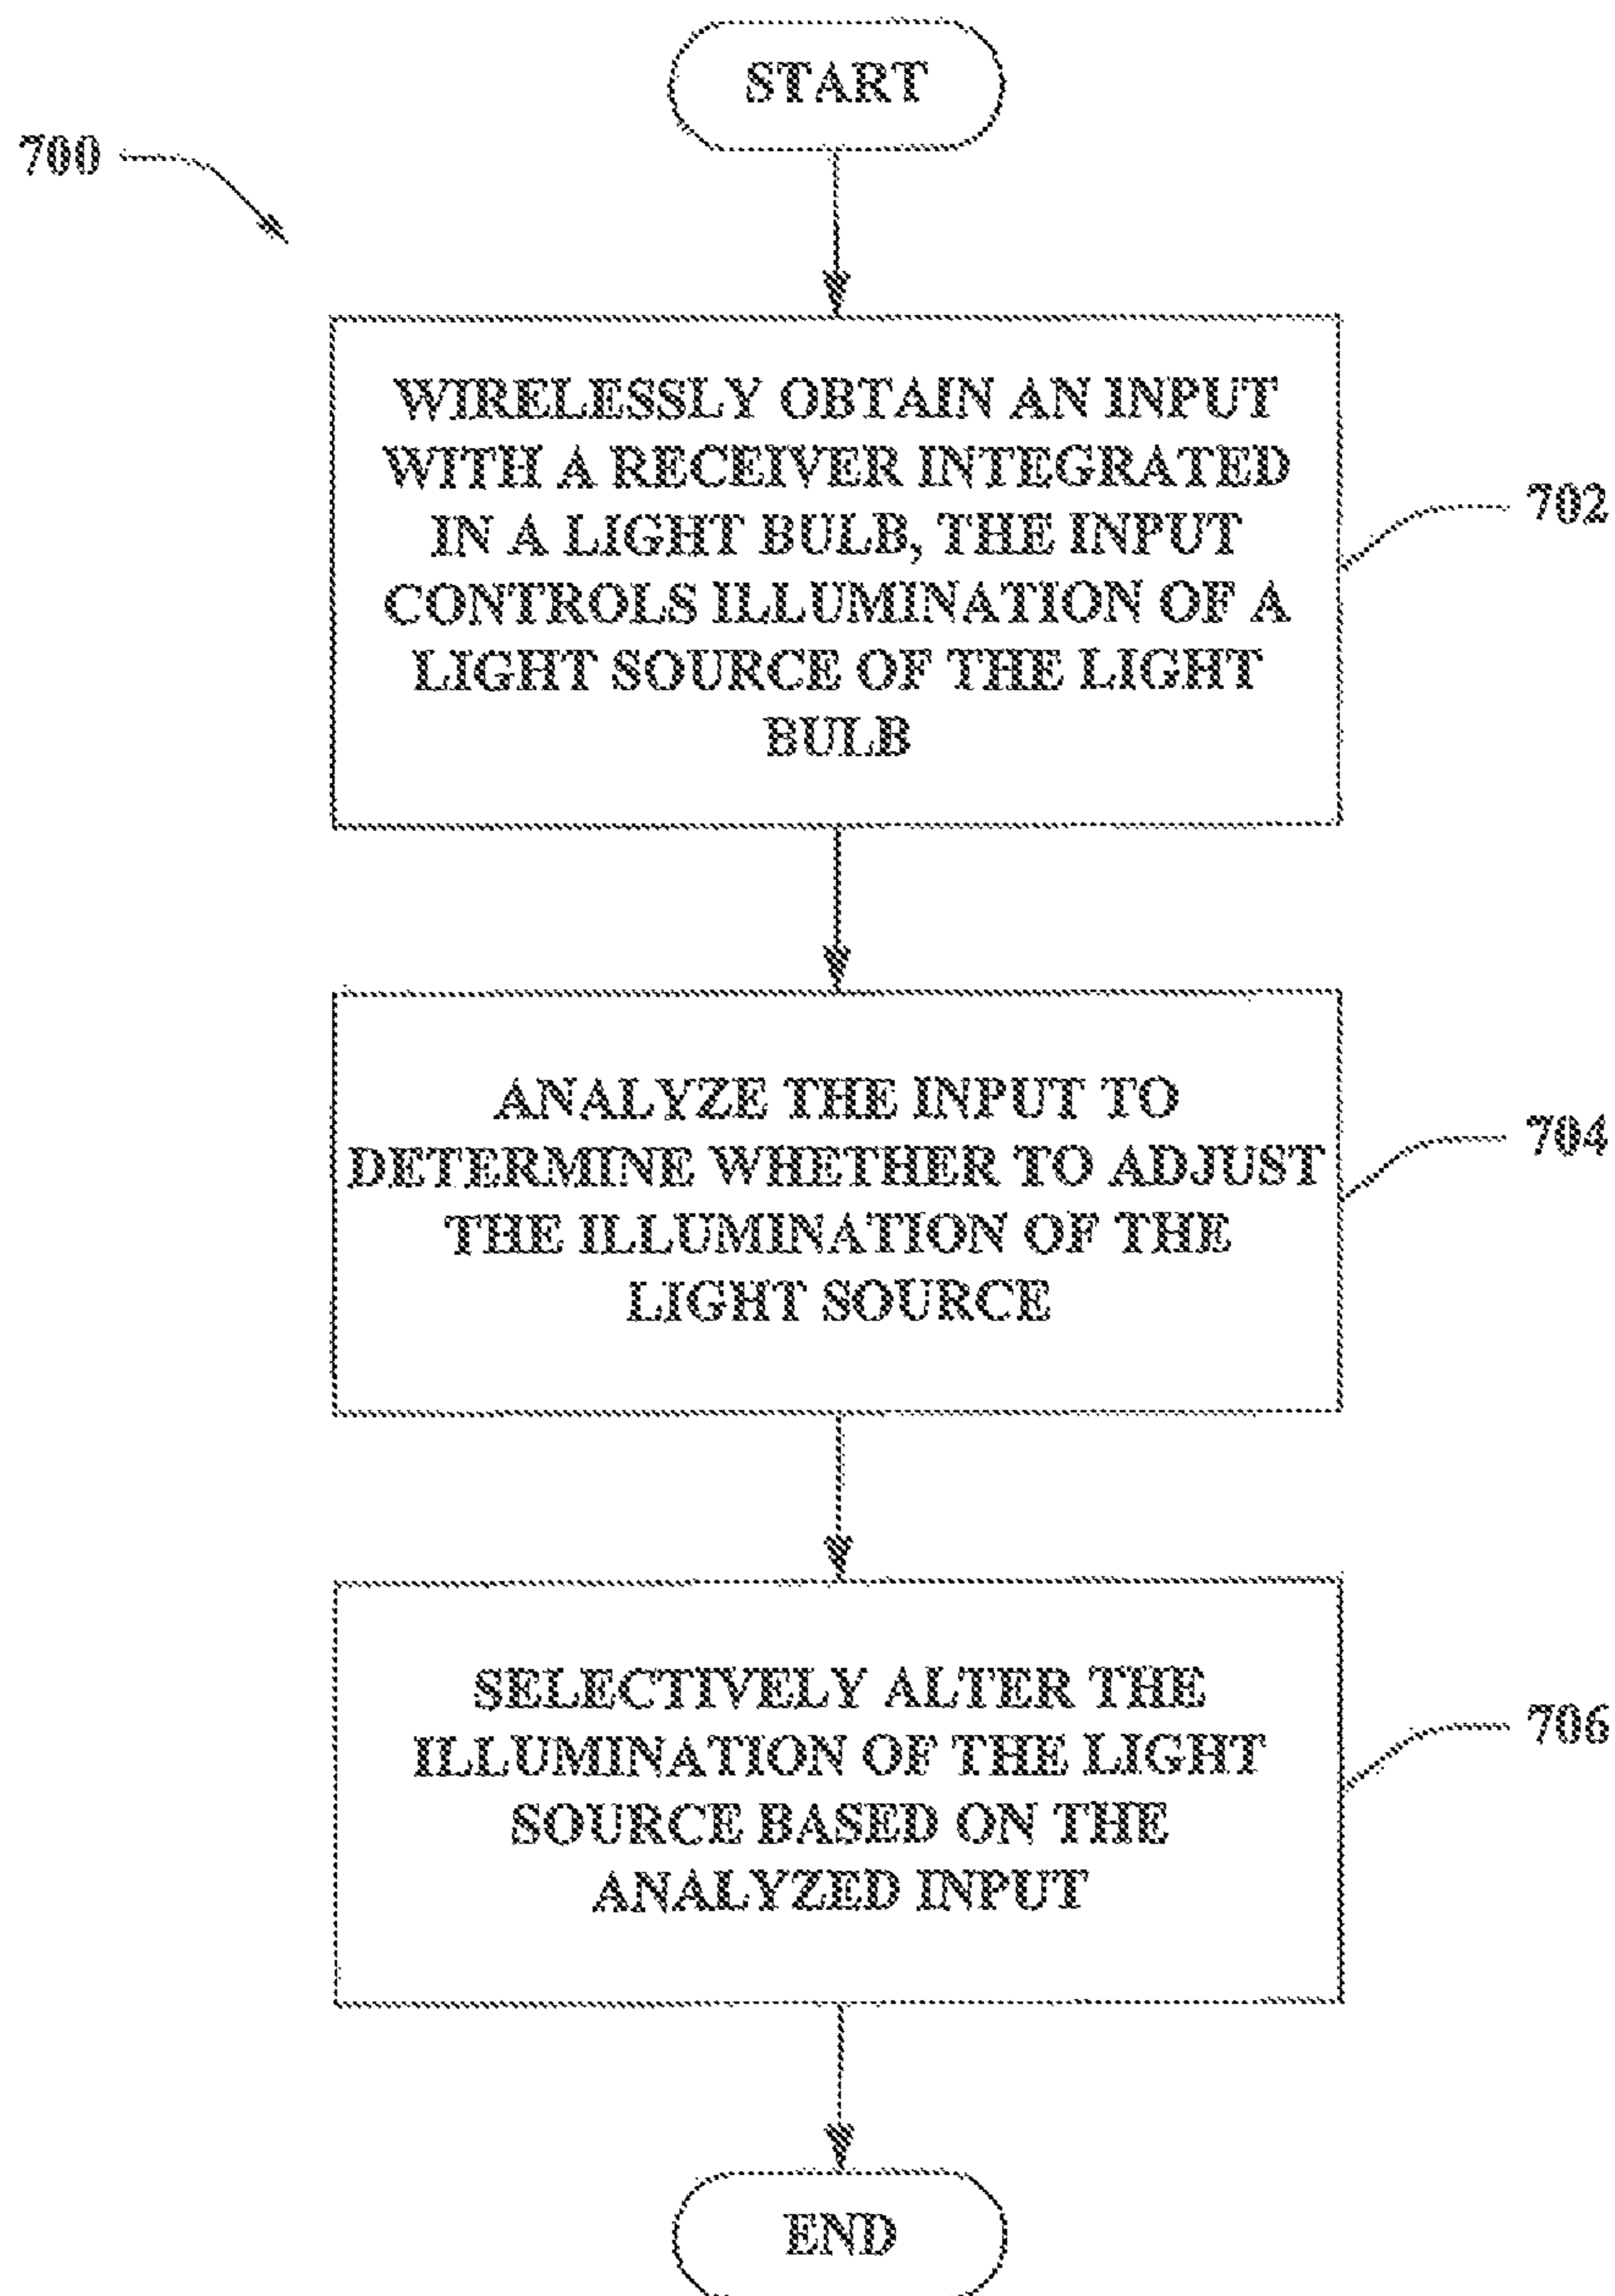 START
700
WIRELESSLY OBTAIN AN INPUT
WITH A RECEIVER INTEGRATED
IN A LIGHT BULB, THE INPUT
CONTROLS ILLUMINATION OF A
LIGHT SOURCE OF THE LIGHT
BULB
702
ANALYZE THE INPUT TO
DETERMINE WHETHER TO ADJUST
THE ILLUMINATION OF THE
LIGHT SOURCE
704
SELECTIVELY ALTER THE
ILLUMINATION OF THE LIGHT
SOURCE BASED ON THE
ANALYZED INPUT
706
END